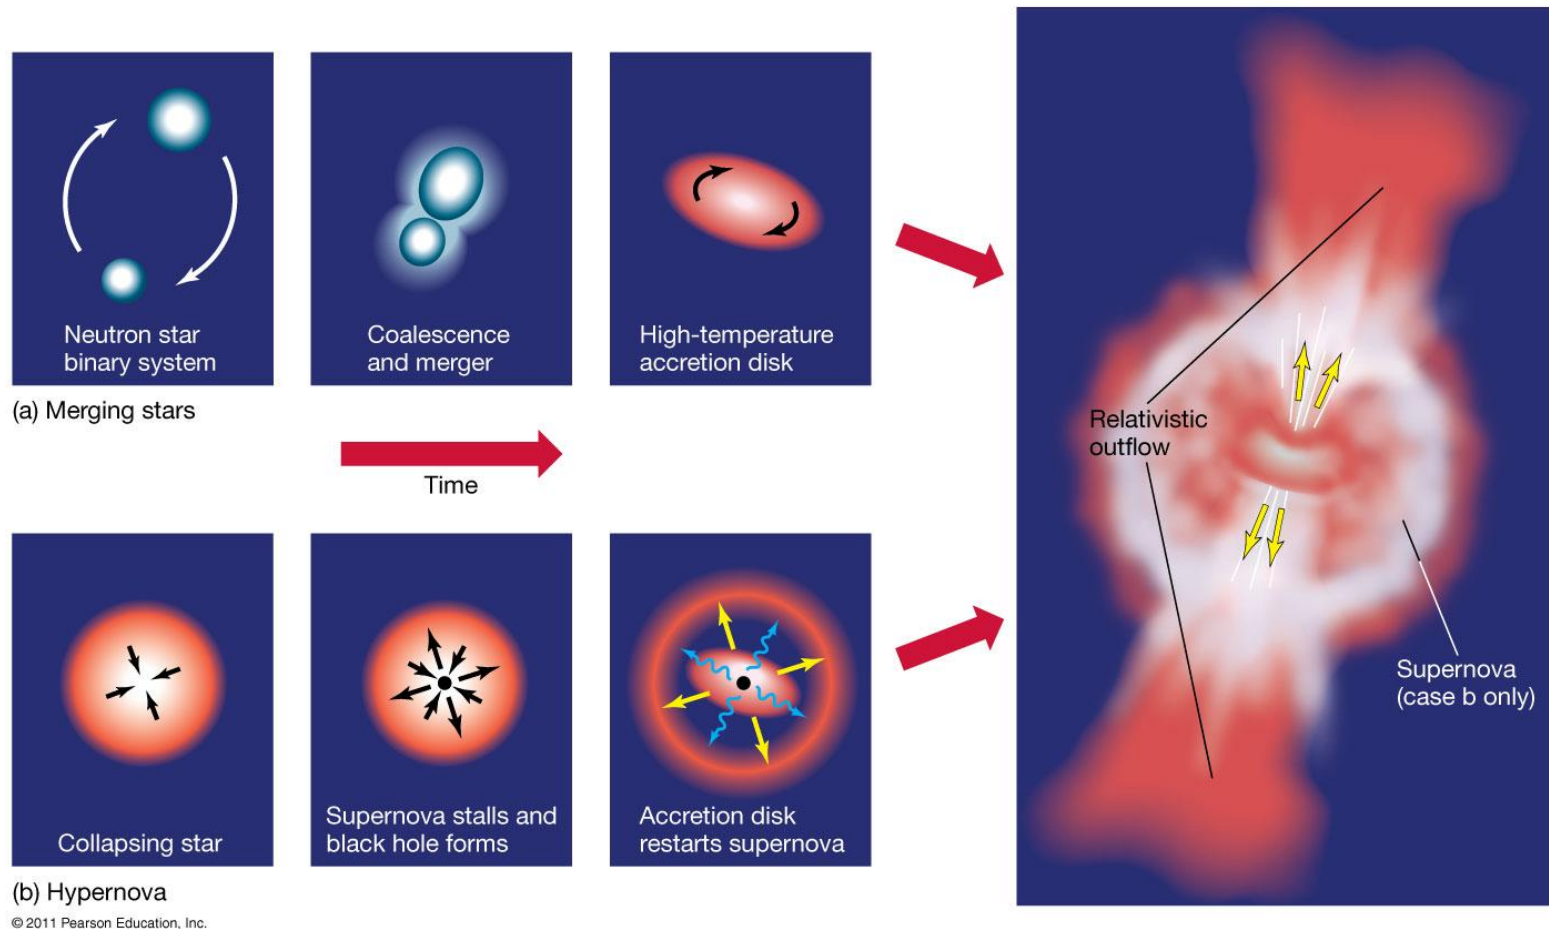 Neutron star
binary system
Coalescence
and merger
High-temperature
accretion disk
(a) Merging stars
Time
Collapsing star
Supernova stalls and
black hole forms
Accretion disk
restarts supernova
(b) Hypernova
© 2011 Pearson Education, Inc.
Relativistic
outflow
Supernova
(case b only)